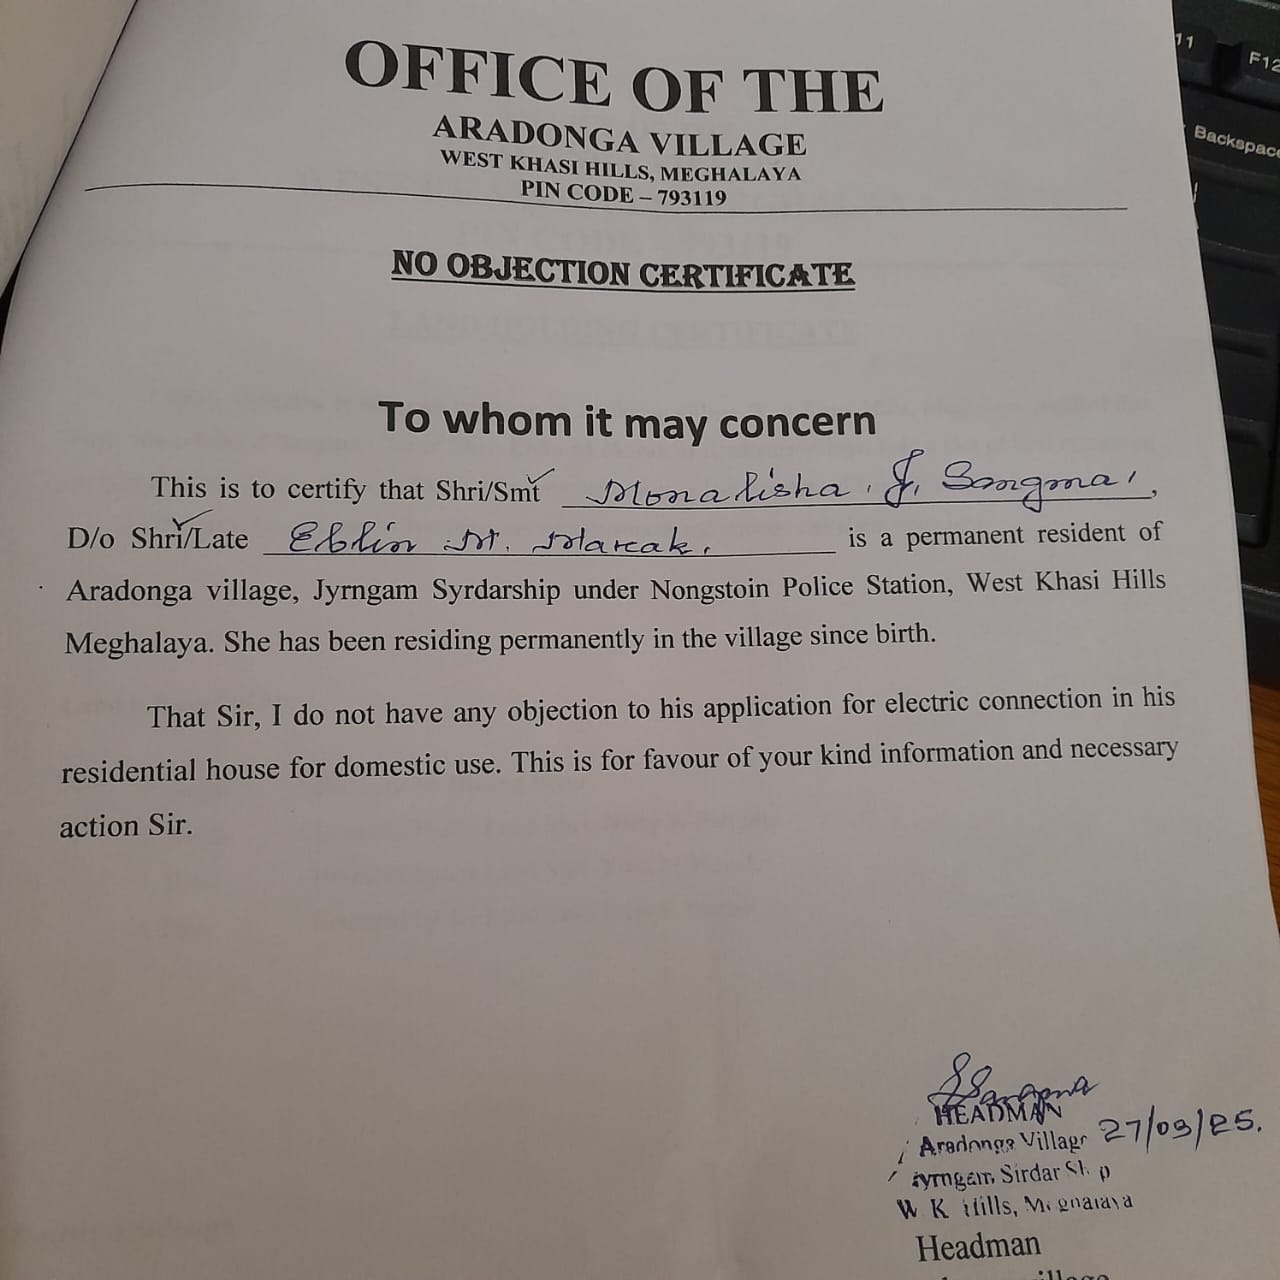 11
F12
Backspace
OFFICE OF THE
ARADONGA VILLAGE
WEST KHASI HILLS, MEGHALAYA
PIN CODE – 793119
NO OBJECTION CERTIFICATE
To whom it may concern
This is to certify that Shri/Smt Monalisha. J. Sangma,
D/o Shri/Late Eblin M. Marak. is a permanent resident of
Aradonga village, Jyrngam Syrdarship under Nongstoin Police Station, West Khasi Hills
Meghalaya. She has been residing permanently in the village since birth.
That Sir, I do not have any objection to his application for electric connection in his
residential house for domestic use. This is for favour of your kind information and necessary
action Sir.
HEADMAN
Aradonga Village 27/03/25.
Jyrngam Sirdar Ship
W K Hills, Meghalaya
Headman